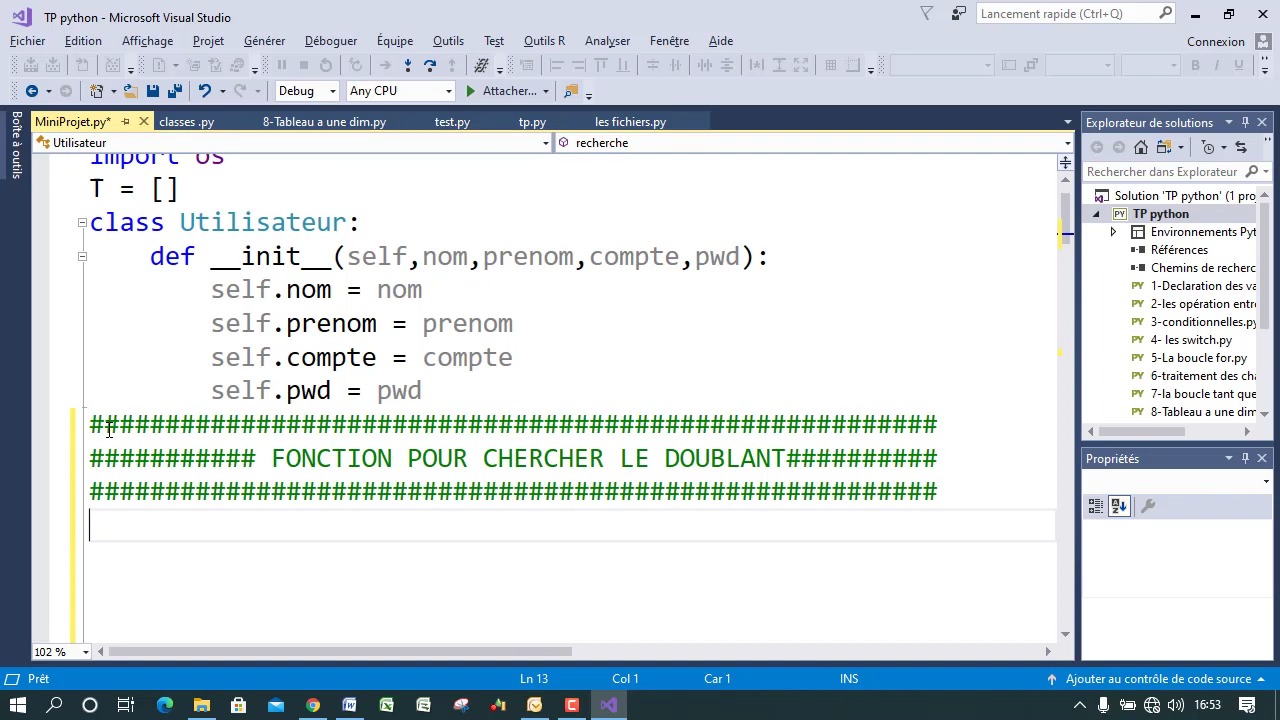 TP python - Microsoft Visual Studio
Lancement rapide (Ctrl+Q)
Fichier Edition Affichage Projet Générer Déboguer Équipe Outils Test Outils R Analyser Fenêtre Aide Connexion
Debug Any CPU Attacher...
MiniProjet.py* classes .py 8-Tableau a une dim.py test.py tp.py les fichiers.py
Utilisateur recherche
Boîte à outils
import os
T = []
class Utilisateur:
def __init__(self,nom,prenom,compte,pwd):
self.nom = nom
self.prenom = prenom
self.compte = compte
self.pwd = pwd
########################################################
########### FONCTION POUR CHERCHER LE DOUBLANT##########
########################################################
102 %
Explorateur de solutions
Rechercher dans Explorateur
Solution 'TP python' (1 pro
TP python
Environnements Pyt
Références
Chemins de recherc
1-Declaration des va
2-les opération entre
3-conditionnelles.py
4- les switch.py
5-La boucle for.py
6-traitement des cha
7-la boucle tant que
8-Tableau a une dim
Propriétés
Prêt Ln 13 Col 1 Car 1 INS Ajouter au contrôle de code source
16:53